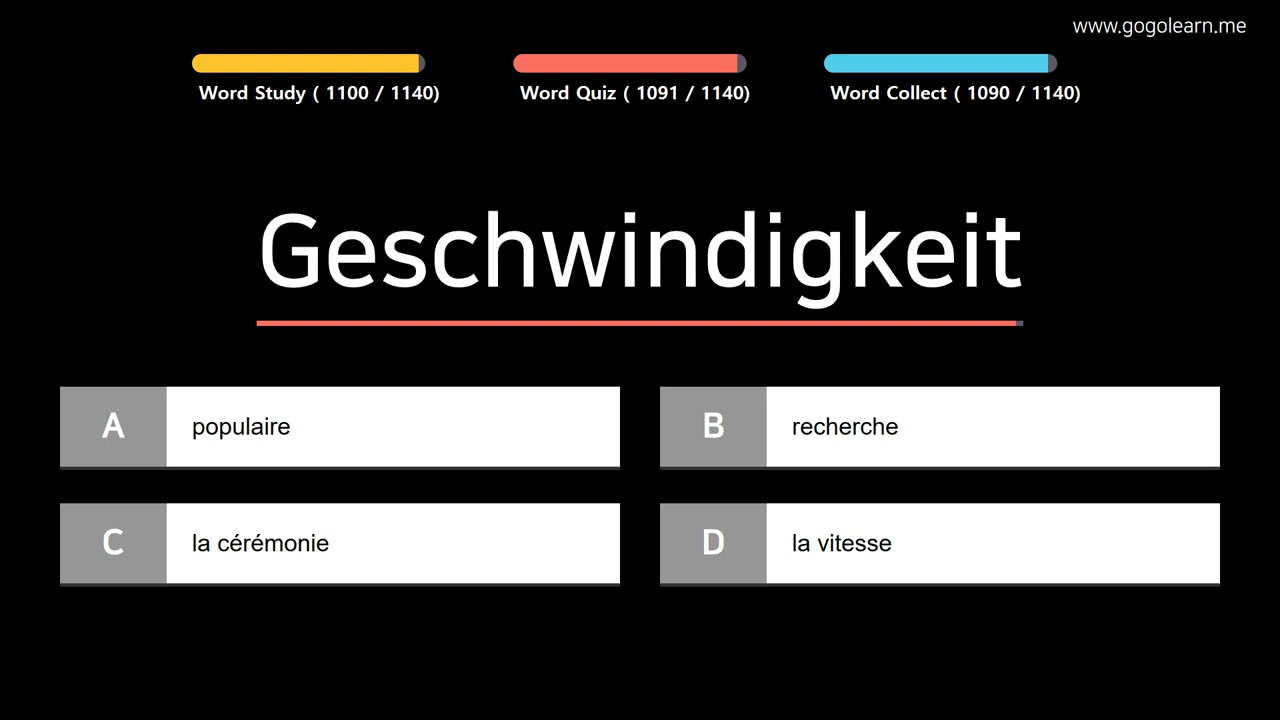 www.gogolearn.me
Word Study ( 1100 / 1140)
Word Quiz ( 1091 / 1140)
Word Collect ( 1090 / 1140)
Geschwindigkeit
A
populaire
B
recherche
C
la cérémonie
D
la vitesse